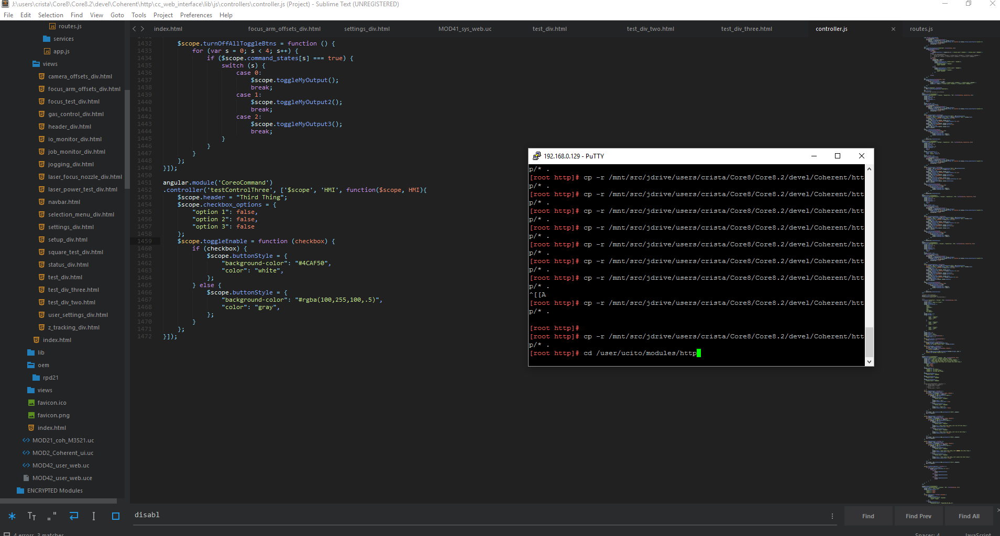 J:\users\crista\Core8\Core8.2\devel\Coherent\http\cc_web_interface\lib\js\controllers\controller.js (Project) - Sublime Text (UNREGISTERED)
File Edit Selection Find View Goto Tools Project Preferences Help
routes.js
services
app.js
views
camera_offsets_div.html
focus_arm_offsets_div.html
focus_test_div.html
gas_control_div.html
header_div.html
io_monitor_div.html
job_monitor_div.html
jogging_div.html
laser_focus_nozzle_div.html
laser_power_test_div.html
navbar.html
selection_menu_div.html
settings_div.html
setup_div.html
square_test_div.html
status_div.html
test_div.html
test_div_three.html
test_div_two.html
user_settings_div.html
z_tracking_div.html
index.html
lib
oem
rpd21
views
favicon.ico
favicon.png
index.html
MOD21_coh_M3521.uc
MOD2_Coherent_ui.uc
MOD42_user_web.uc
MOD42_user_web.uce
ENCRYPTED Modules
index.html focus_arm_offsets_div.html settings_div.html MOD41_sys_web.uc test_div.html test_div_two.html test_div_three.html controller.js routes.js
1432 $scope.turnOffAllToggleBtns = function () {
1433 for (var s = 0; s < 4; s++) {
1434 if ($scope.command_states[s] === true) {
1435 switch (s) {
1436 case 0:
1437 $scope.toggleMyOutput();
1438 break;
1439 case 1:
1440 $scope.toggleMyOutput2();
1441 break;
1442 case 2:
1443 $scope.toggleMyOutput3();
1444 break;
1445 }
1446 }
1447 }
1448 };
1449 }]);
1450
1451 angular.module('CoreoCommand')
1452 .controller('testControlThree', ['$scope', 'HMI', function($scope, HMI){
1453 $scope.header = "Third Thing";
1454 $scope.checkbox_options = {
1455 "option 1": false,
1456 "option 2": false,
1457 "option 3": false
1458 };
1459 $scope.toggleEnable = function (checkbox) {
1460 if (checkbox) {
1461 $scope.buttonStyle = {
1462 "background-color": "#4CAF50",
1463 "color": "white",
1464 };
1465 } else {
1466 $scope.buttonStyle = {
1467 "background-color": "#rgba(100,255,100,.5)",
1468 "color": "gray",
1469 };
1470 }
1471 };
1472 }]);
192.168.0.129 - PuTTY
p/* .
[root http]# cp -r /mnt/src/jdrive/users/crista/Core8/Core8.2/devel/Coherent/htt
p/* .
[root http]# cp -r /mnt/src/jdrive/users/crista/Core8/Core8.2/devel/Coherent/htt
p/* .
[root http]# cp -r /mnt/src/jdrive/users/crista/Core8/Core8.2/devel/Coherent/htt
p/* .
[root http]# cp -r /mnt/src/jdrive/users/crista/Core8/Core8.2/devel/Coherent/htt
p/* .
[root http]# cp -r /mnt/src/jdrive/users/crista/Core8/Core8.2/devel/Coherent/htt
p/* .
[root http]# cp -r /mnt/src/jdrive/users/crista/Core8/Core8.2/devel/Coherent/htt
p/* .
[root http]# cp -r /mnt/src/jdrive/users/crista/Core8/Core8.2/devel/Coherent/htt
p/* .
^[[A
[root http]# cp -r /mnt/src/jdrive/users/crista/Core8/Core8.2/devel/Coherent/htt
p/* .
[root http]#
[root http]# cp -r /mnt/src/jdrive/users/crista/Core8/Core8.2/devel/Coherent/htt
p/* .
[root http]# cd /user/ucito/modules/http
disabl
Find Find Prev Find All
4 errors, 3 matches Spaces: 4 JavaScript